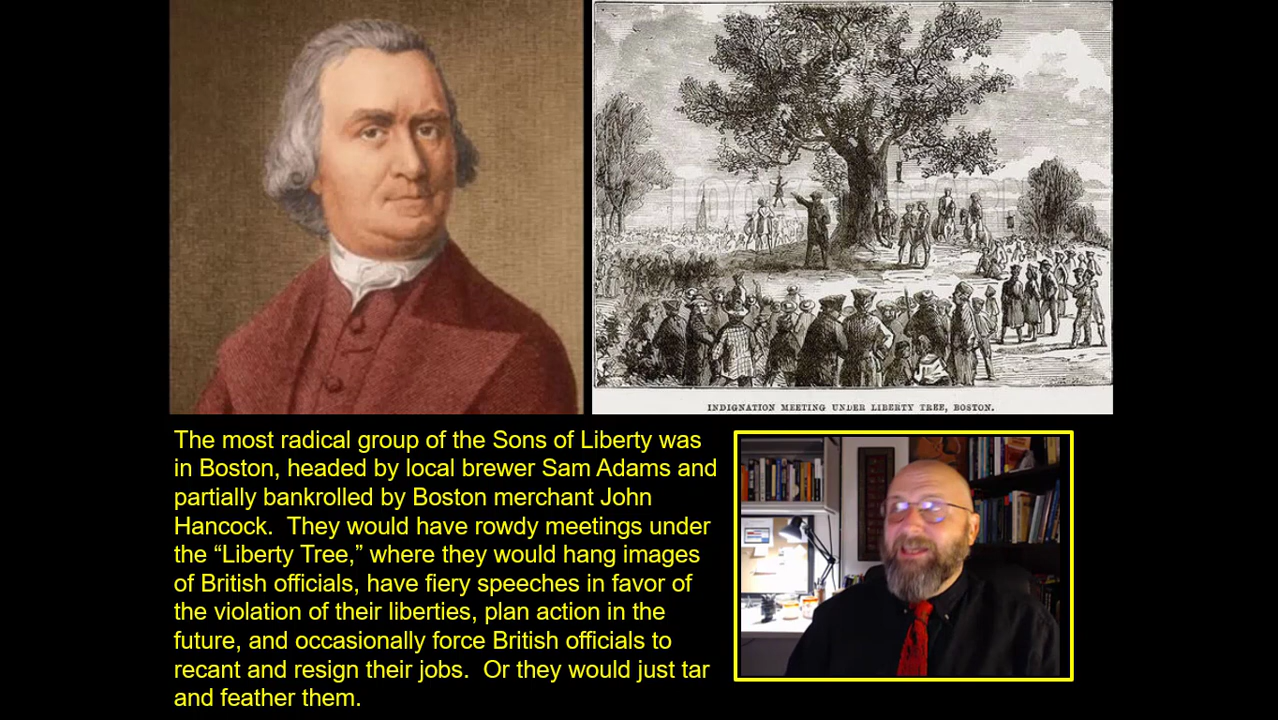 INDIGNATION MEETING UNDER LIBERTY TREE, BOSTON.
The most radical group of the Sons of Liberty was
in Boston, headed by local brewer Sam Adams and
partially bankrolled by Boston merchant John
Hancock.  They would have rowdy meetings under
the “Liberty Tree,” where they would hang images
of British officials, have fiery speeches in favor of
the violation of their liberties, plan action in the
future, and occasionally force British officials to
recant and resign their jobs.  Or they would just tar
and feather them.